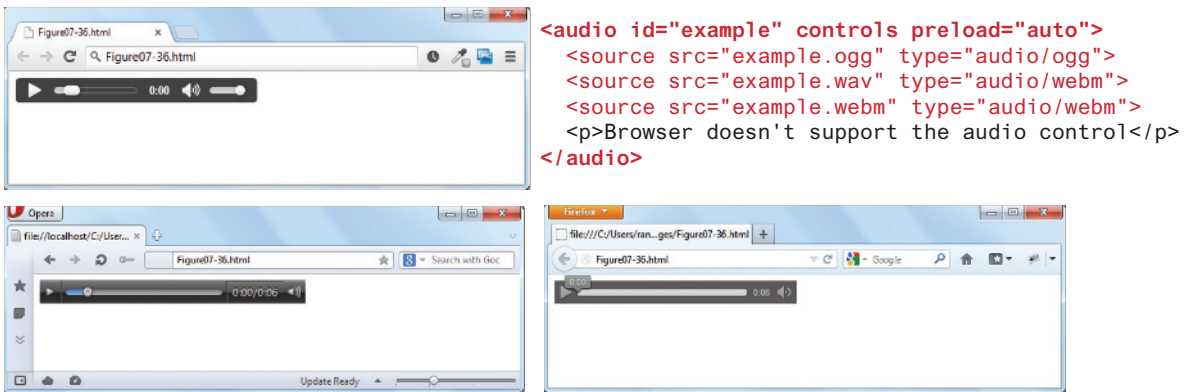 Figure07-36.html
Figure07-36.html
0:00
<audio id="example" controls preload="auto">
<source src="example.ogg" type="audio/ogg">
<source src="example.wav" type="audio/webm">
<source src="example.webm" type="audio/webm">
<p>Browser doesn't support the audio control</p>
</audio>
Opera
file://localhost/C:/User...
Figure07-36.html
Search with Goc
0:00/0:06
Update Ready
Firefox
file:///C:/Users/ran...ges/Figure07-36.html
Figure07-36.html
Google
0:00
0:06